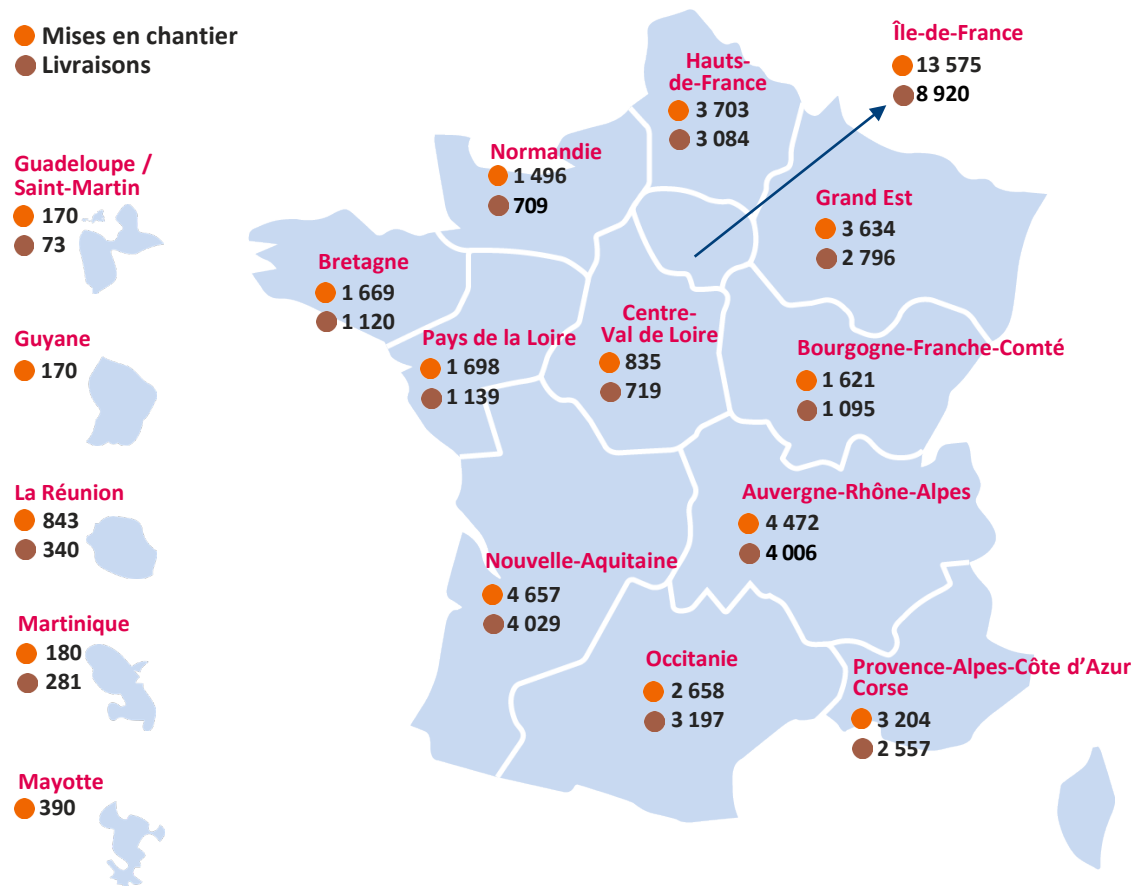 Mises en chantier
Livraisons
Île-de-France
13 575
8 920
Hauts-
de-France
3 703
3 084
Normandie
1 496
709
Guadeloupe /
Saint-Martin
170
73
Grand Est
3 634
2 796
Bretagne
1 669
1 120
Centre-
Val de Loire
835
719
Guyane
170
Pays de la Loire
1 698
1 139
Bourgogne-Franche-Comté
1 621
1 095
La Réunion
843
340
Auvergne-Rhône-Alpes
4 472
4 006
Nouvelle-Aquitaine
4 657
4 029
Martinique
180
281
Occitanie
2 658
3 197
Provence-Alpes-Côte d’Azur
Corse
3 204
2 557
Mayotte
390